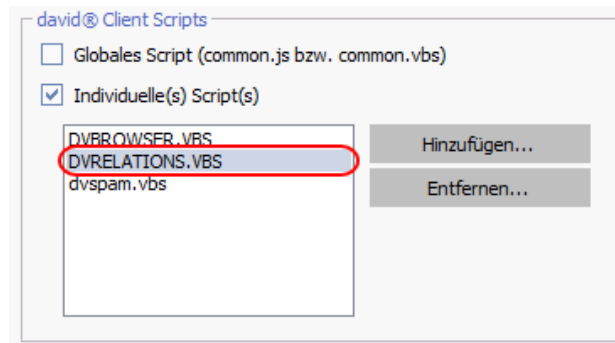 david® Client Scripts
Globales Script (common.js bzw. common.vbs)
Individuelle(s) Script(s)
DVBROWSER.VBS
DVRELATIONS.VBS
dvspam.vbs
Hinzufügen...
Entfernen...